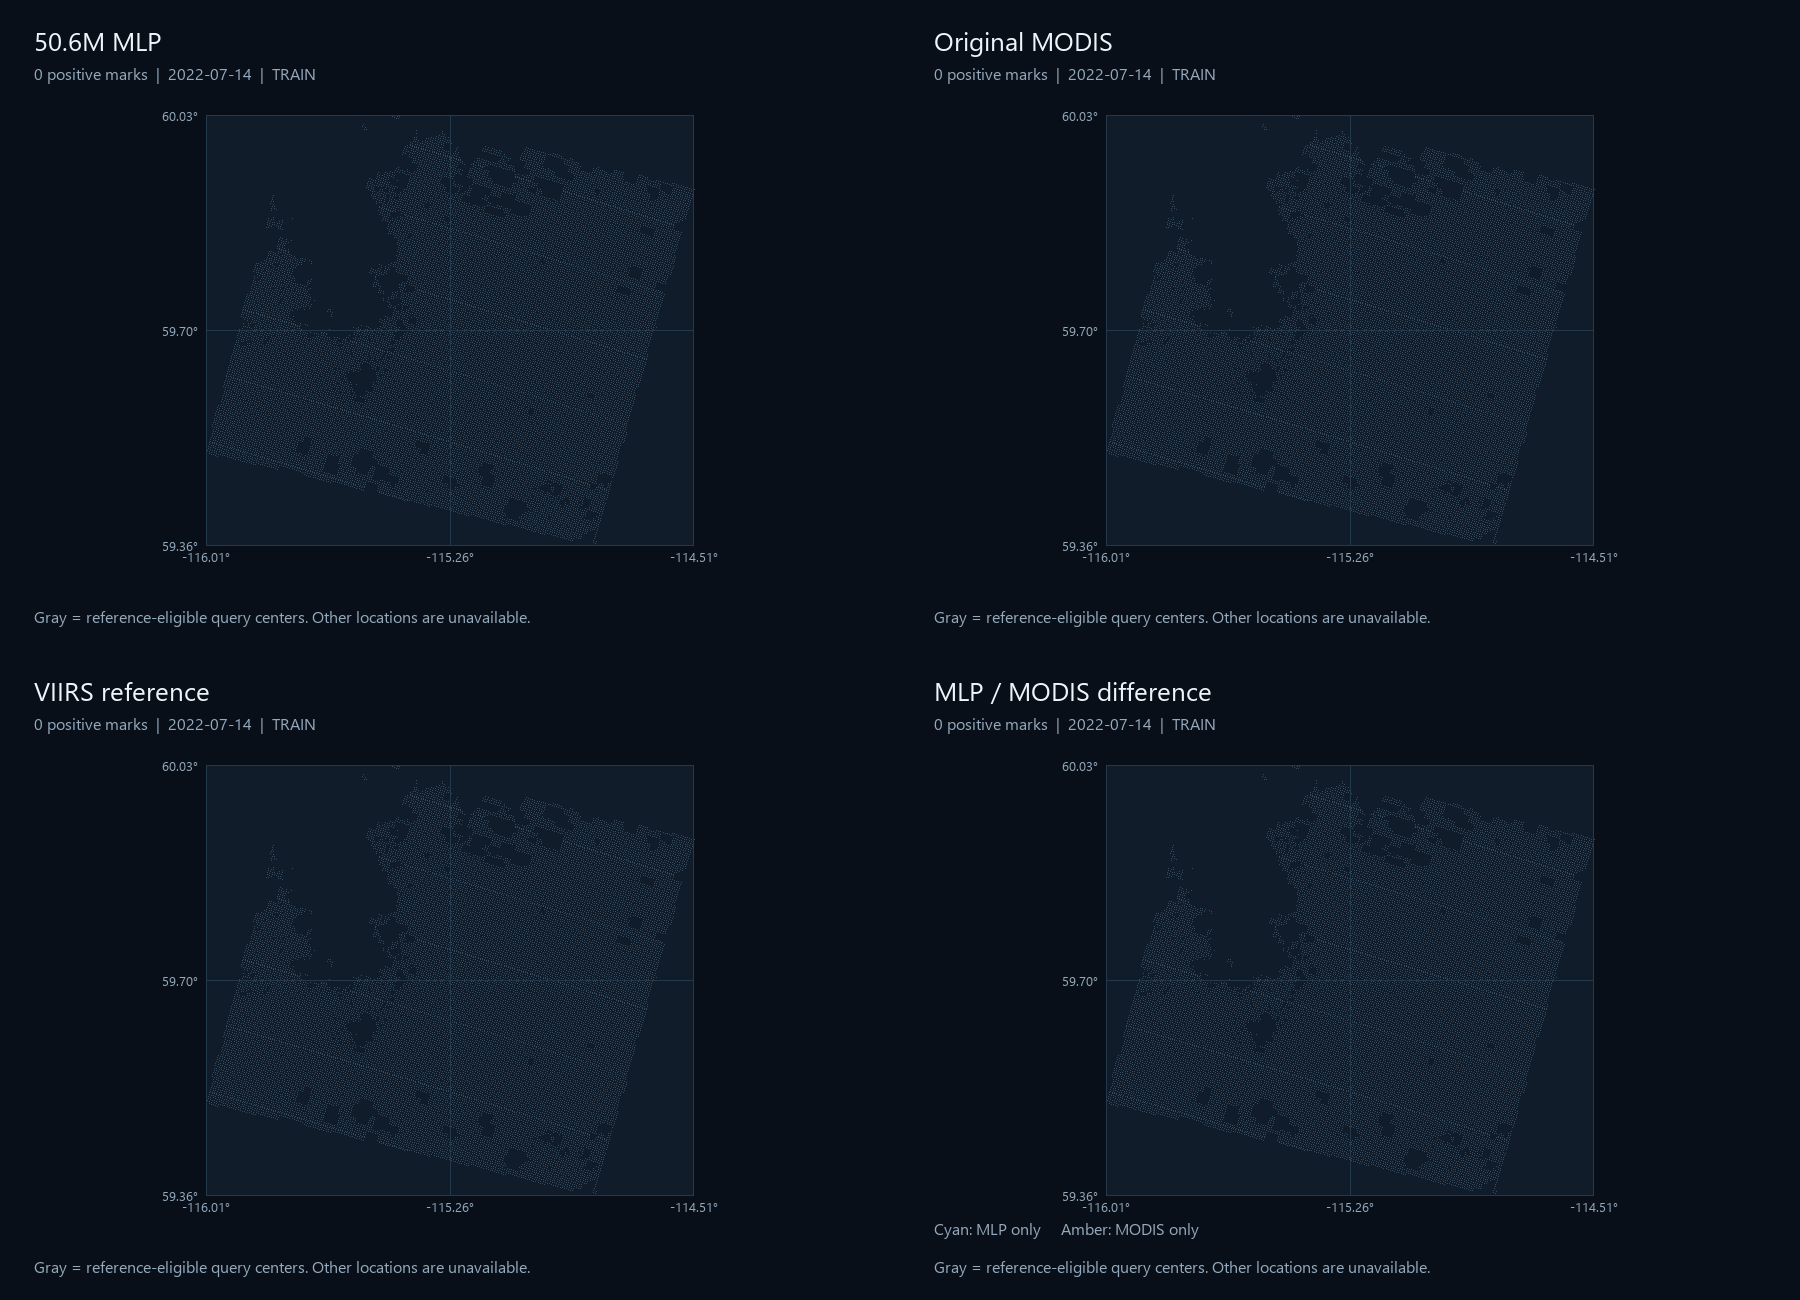 50.6M MLP
0 positive marks | 2022-07-14 | TRAIN
60.03°
59.70°
59.36°
-116.01°
-115.26°
-114.51°
Gray = reference-eligible query centers. Other locations are unavailable.
Original MODIS
0 positive marks | 2022-07-14 | TRAIN
60.03°
59.70°
59.36°
-116.01°
-115.26°
-114.51°
Gray = reference-eligible query centers. Other locations are unavailable.
VIIRS reference
0 positive marks | 2022-07-14 | TRAIN
60.03°
59.70°
59.36°
-116.01°
-115.26°
-114.51°
Gray = reference-eligible query centers. Other locations are unavailable.
MLP / MODIS difference
0 positive marks | 2022-07-14 | TRAIN
60.03°
59.70°
59.36°
-116.01°
-115.26°
-114.51°
Cyan: MLP only Amber: MODIS only
Gray = reference-eligible query centers. Other locations are unavailable.